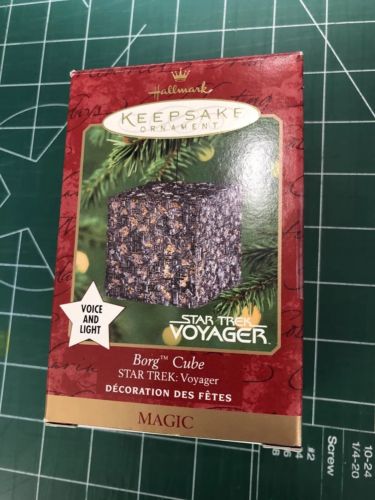 Hallmark
KEEPSAKE
ORNAMENT
VOICE
AND
LIGHT
STAR TREK
VOYAGER
Borg™ Cube
STAR TREK: Voyager
DÉCORATION DES FÊTES
MAGIC
Screw
#2
10-24
1/4-20